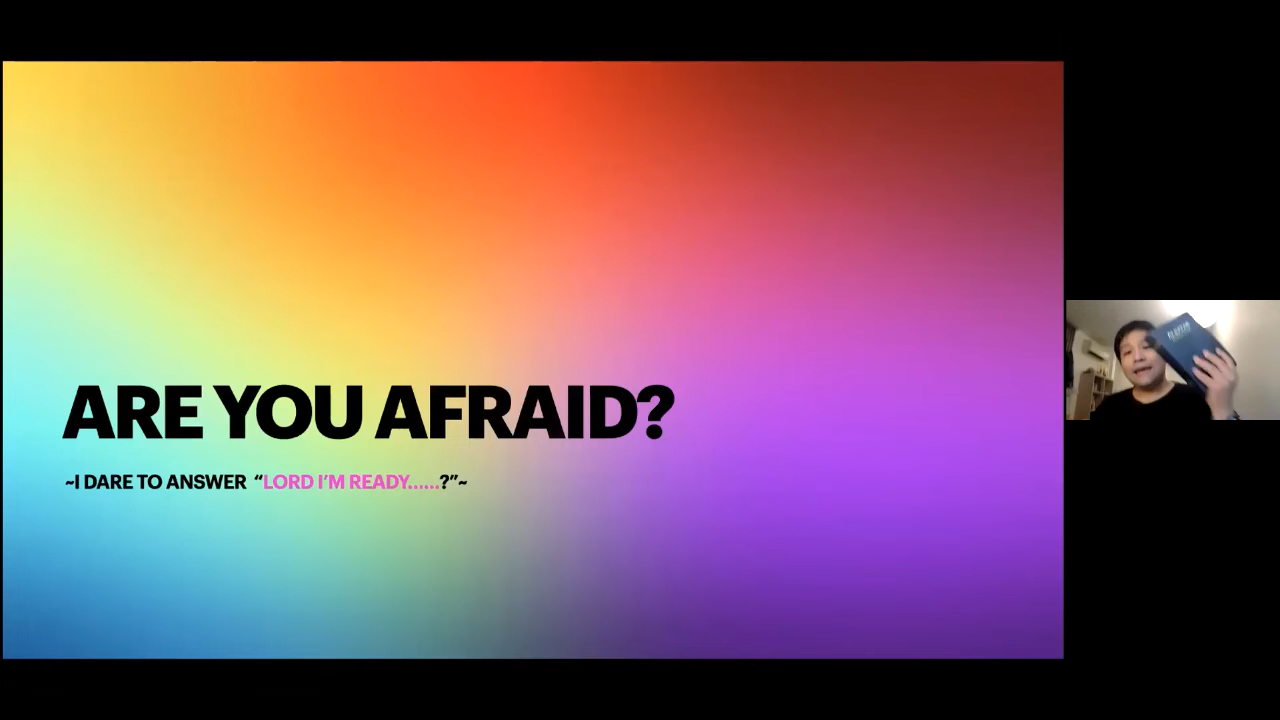 ARE YOU AFRAID?
~I DARE TO ANSWER “LORD I’M READY......?”~